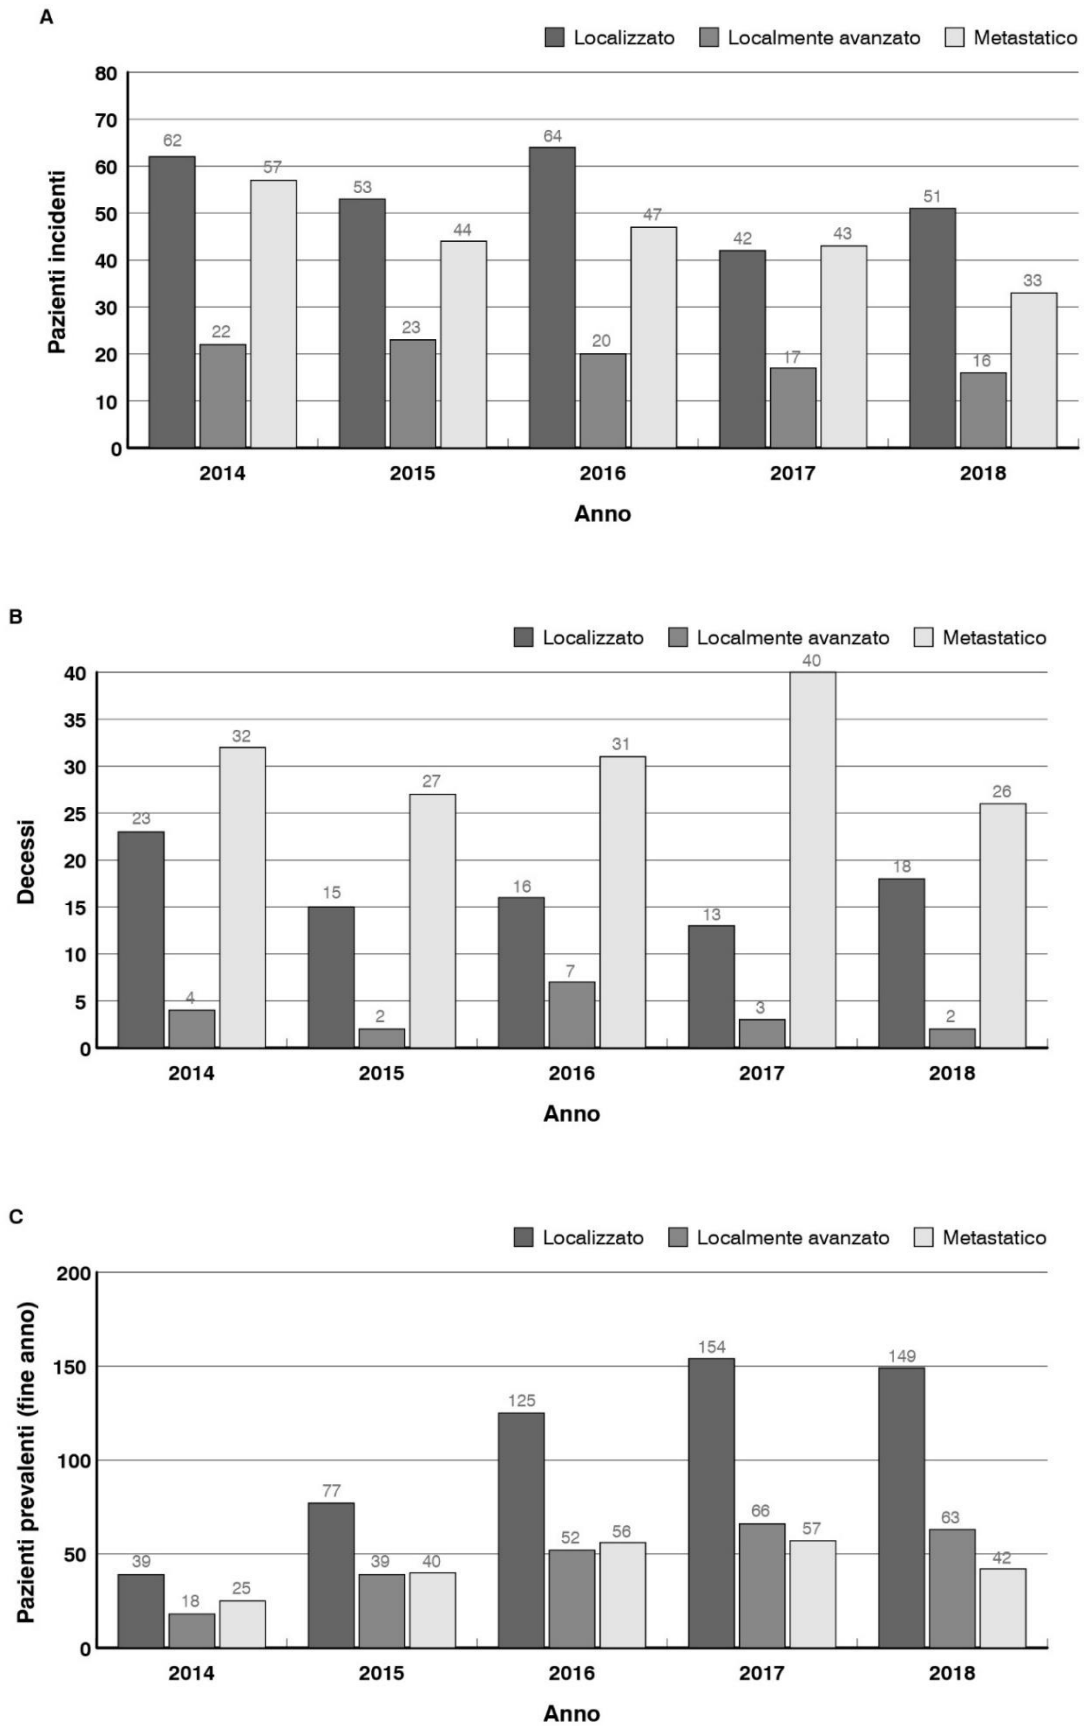 A
Localizzato Localmente avanzato Metastatico
80
70
60
50
40
30
20
10
0
Pazienti incidenti
62 22 57
53 23 44
64 20 47
42 17 43
51 16 33
2014 2015 2016 2017 2018
Anno
B
Localizzato Localmente avanzato Metastatico
40
35
30
25
20
15
10
5
0
Decessi
23 4 32
15 2 27
16 7 31
13 3 40
18 2 26
2014 2015 2016 2017 2018
Anno
C
Localizzato Localmente avanzato Metastatico
200
150
100
50
0
Pazienti prevalenti (fine anno)
39 18 25
77 39 40
125 52 56
154 66 57
149 63 42
2014 2015 2016 2017 2018
Anno